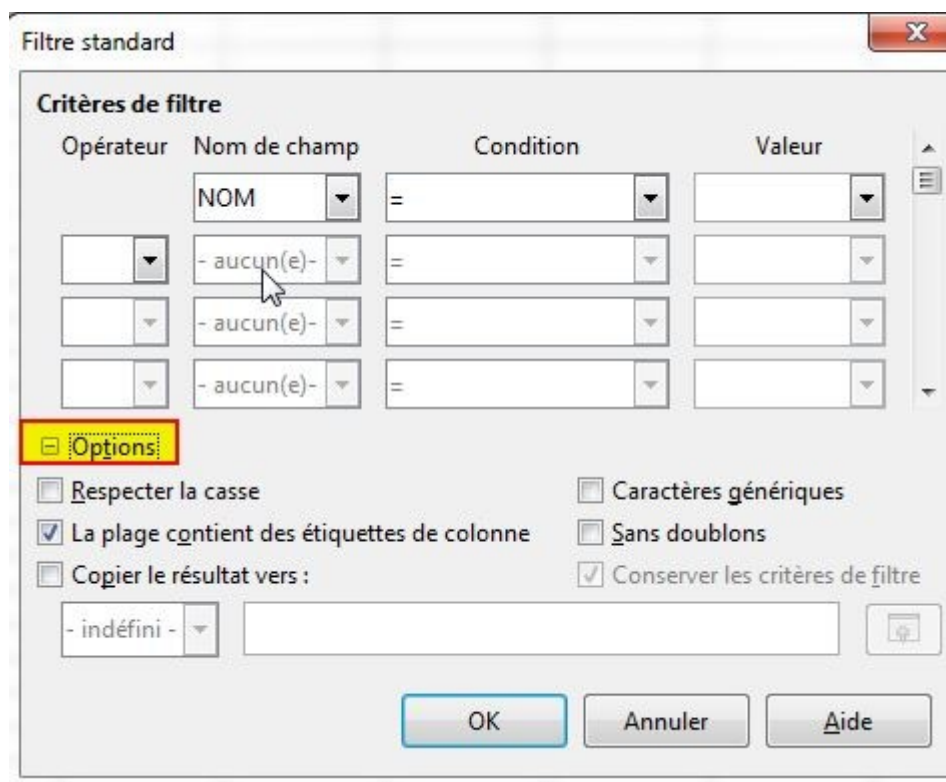 Filtre standard
Critères de filtre
Opérateur Nom de champ Condition Valeur
NOM =
- aucun(e)- =
- aucun(e)- =
- aucun(e)- =
Options
Respecter la casse Caractères génériques
La plage contient des étiquettes de colonne Sans doublons
Copier le résultat vers : Conserver les critères de filtre
- indéfini -
OK Annuler Aide